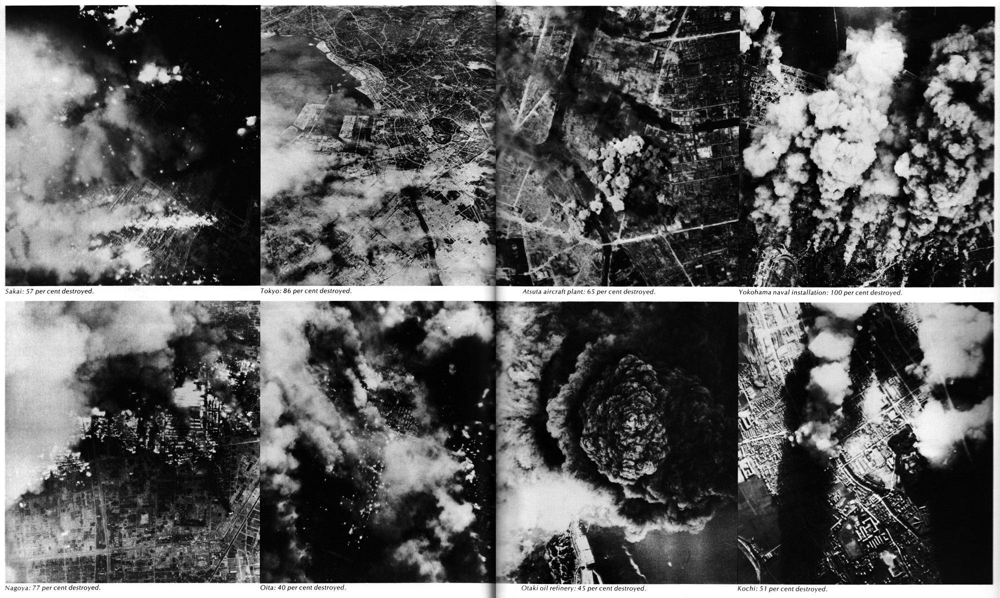 Sakai: 57 per cent destroyed.
Tokyo: 86 per cent destroyed.
Atsuta aircraft plant: 65 per cent destroyed.
Yokohama naval installation: 100 per cent destroyed.
Nagoya: 77 per cent destroyed.
Oita: 40 per cent destroyed.
Otaki oil refinery: 45 per cent destroyed.
Kochi: 51 per cent destroyed.